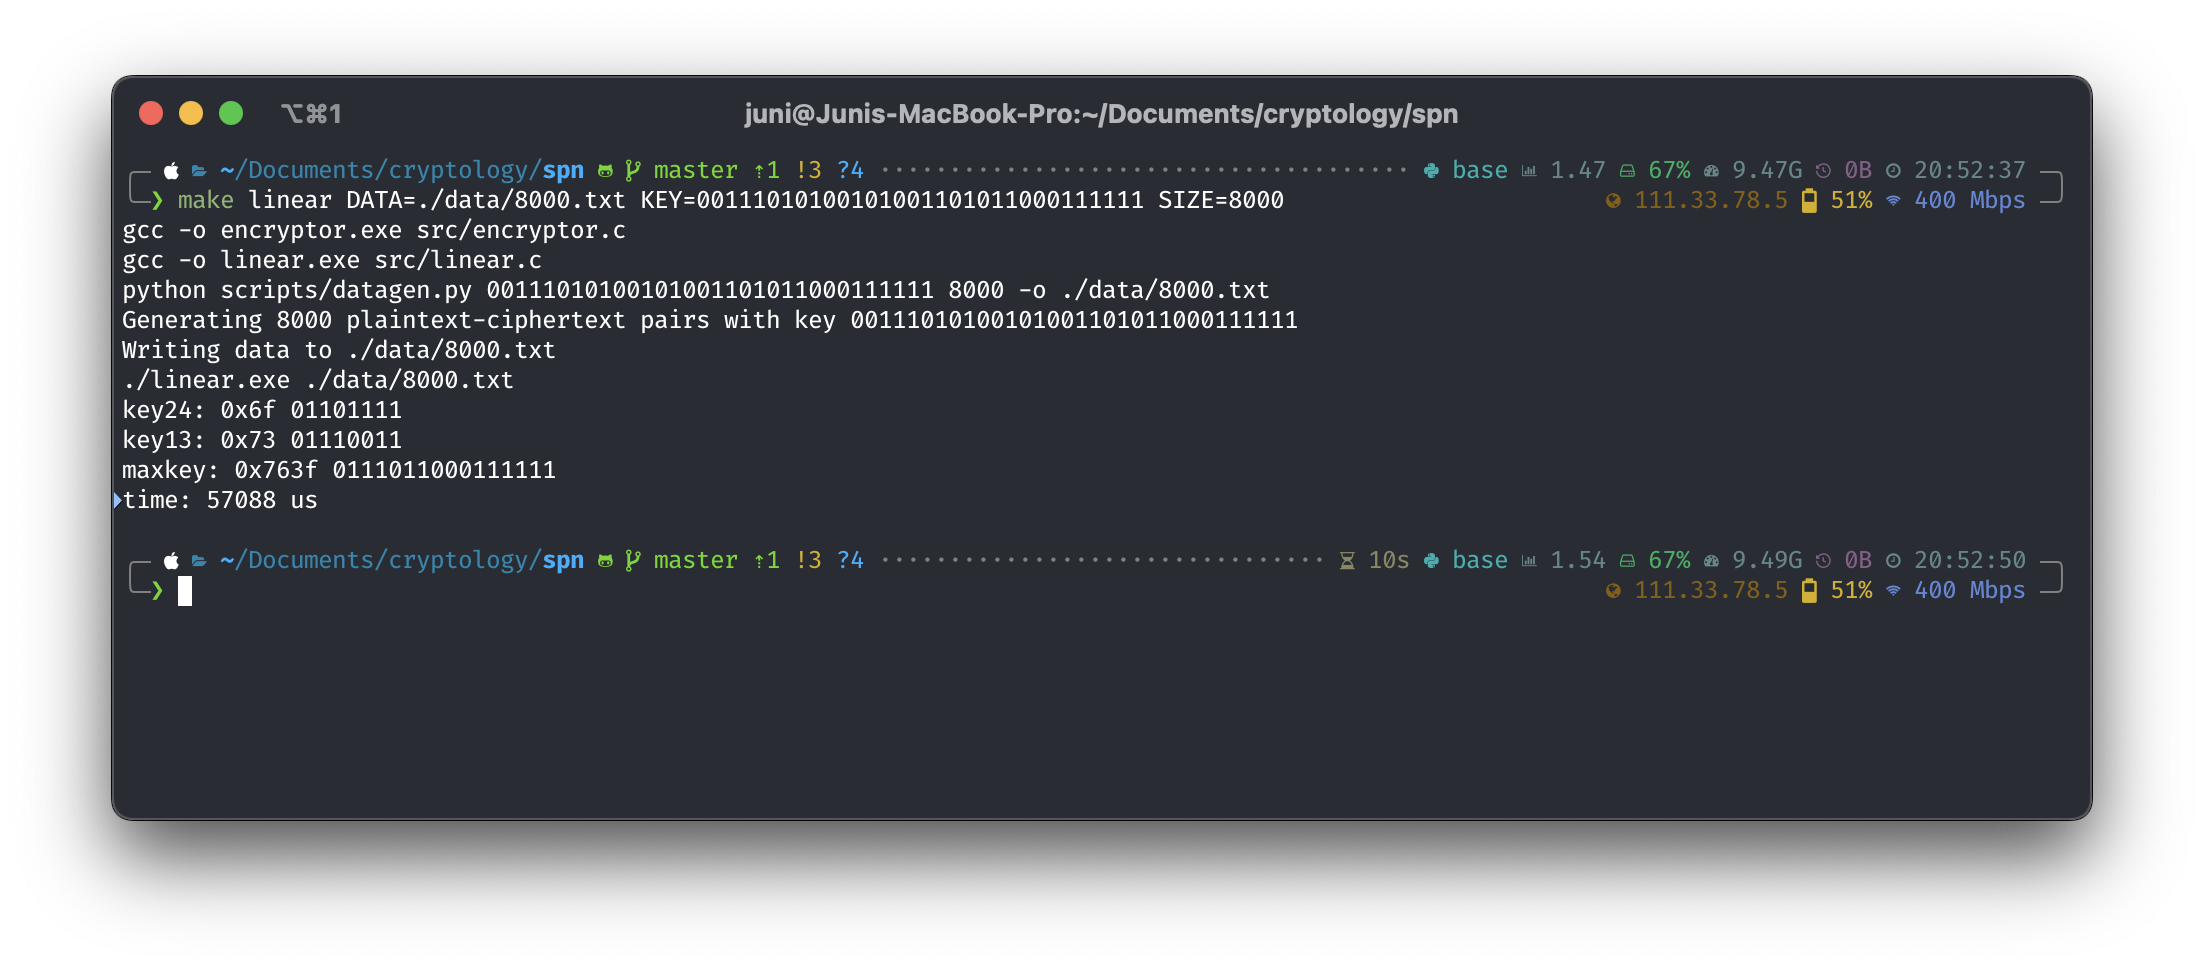 ⌥⌘1 juni@Junis-MacBook-Pro:~/Documents/cryptology/spn
~/Documents/cryptology/spn master ⇡1 !3 ?4 base 1.47 67% 9.47G 0B 20:52:37
❯ make linear DATA=./data/8000.txt KEY=00111010100101001101011000111111 SIZE=8000 111.33.78.5 51% 400 Mbps
gcc -o encryptor.exe src/encryptor.c
gcc -o linear.exe src/linear.c
python scripts/datagen.py 00111010100101001101011000111111 8000 -o ./data/8000.txt
Generating 8000 plaintext-ciphertext pairs with key 00111010100101001101011000111111
Writing data to ./data/8000.txt
./linear.exe ./data/8000.txt
key24: 0x6f 01101111
key13: 0x73 01110011
maxkey: 0x763f 0111011000111111
time: 57088 us
~/Documents/cryptology/spn master ⇡1 !3 ?4 10s base 1.54 67% 9.49G 0B 20:52:50
❯ 111.33.78.5 51% 400 Mbps